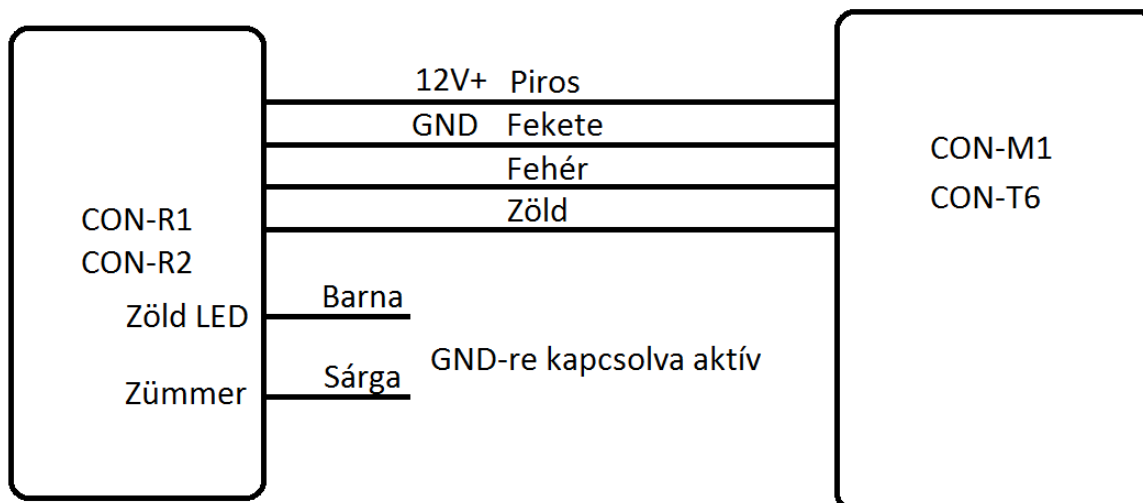 12V+ Piros
GND Fekete
Fehér
Zöld
CON-R1
CON-R2
Zöld LED
Barna
GND-re kapcsolva aktív
Zümmer
Sárga
CON-M1
CON-T6